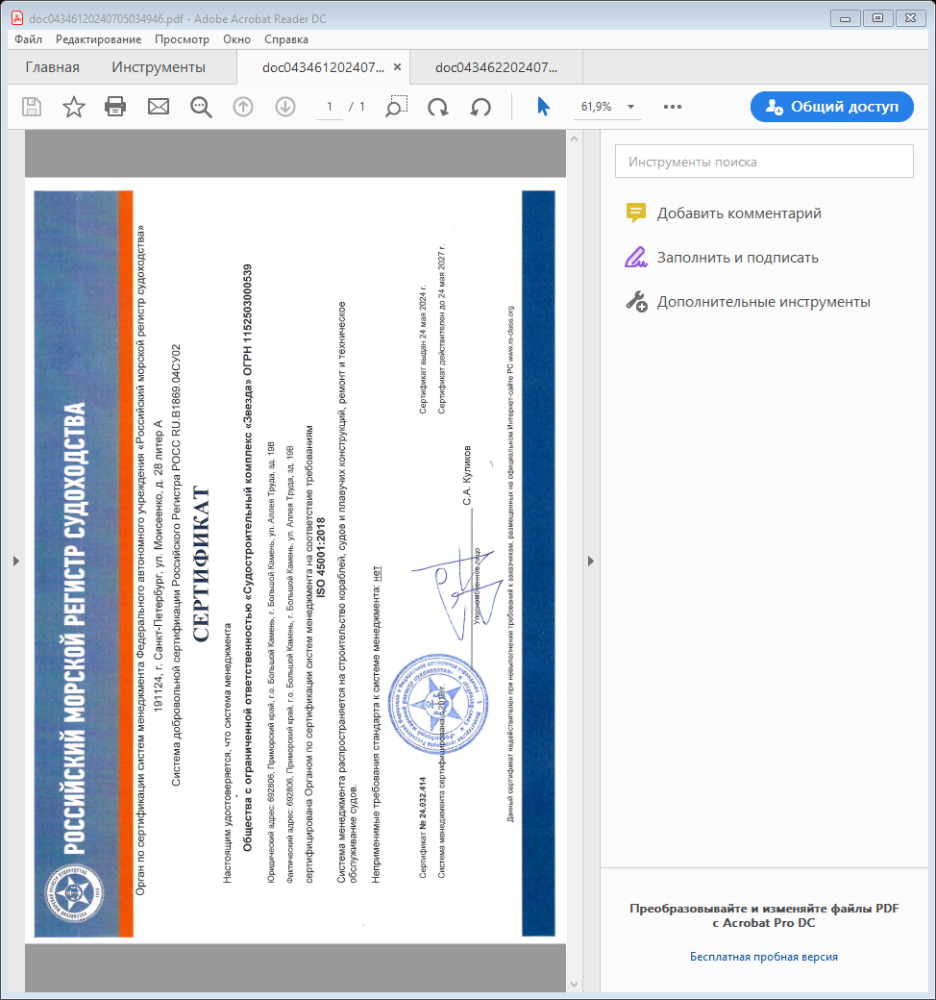 doc04346120240705034946.pdf - Adobe Acrobat Reader DC
Файл Редактирование Просмотр Окно Справка
Главная Инструменты doc043461202407... × doc043462202407...
1 / 1 61,9% Общий доступ
РОССИЙСКИЙ МОРСКОЙ РЕГИСТР СУДОХОДСТВА
Орган по сертификации систем менеджмента Федерального автономного учреждения «Российский морской регистр судоходства»
191124, г. Санкт-Петербург, ул. Моисеенко, д. 28 литер А
Система добровольной сертификации Российского Регистра РОСС RU.В1869.04СУ02
СЕРТИФИКАТ
Настоящим удостоверяется, что система менеджмента
Общества с ограниченной ответственностью «Судостроительный комплекс «Звезда» ОГРН 1152503000539
Юридический адрес: 692806, Приморский край, г.о. Большой Камень, г. Большой Камень, ул. Аллея Труда, зд. 19В
Фактический адрес: 692806, Приморский край, г.о. Большой Камень, г. Большой Камень, ул. Аллея Труда, зд. 19В
сертифицирована Органом по сертификации систем менеджмента на соответствие требованиям
ISO 45001:2018
Система менеджмента распространяется на строительство кораблей, судов и плавучих конструкций, ремонт и техническое
обслуживание судов.
Неприменимые требования стандарта к системе менеджмента: нет
Сертификат № 24.032.414
Сертификат выдан 24 мая 2024 г.
Система менеджмента сертифицирована с 2018 г.
Сертификат действителен до 24 мая 2027 г.
С.А. Куликов
Уполномоченное лицо
Данный сертификат недействителен при невыполнении требований к заказчикам, размещенных на официальном Интернет-сайте РС www.rs-class.org
Инструменты поиска
Добавить комментарий
Заполнить и подписать
Дополнительные инструменты
Преобразовывайте и изменяйте файлы PDF
с Acrobat Pro DC
Бесплатная пробная версия